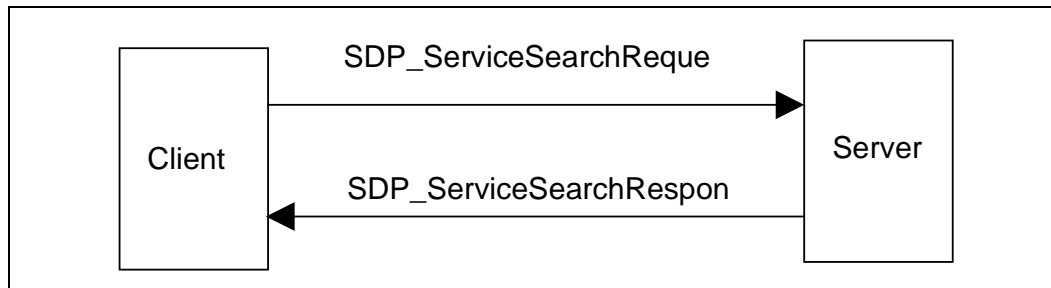 SDP_ServiceSearchReque
Client
Server
SDP_ServiceSearchRespon